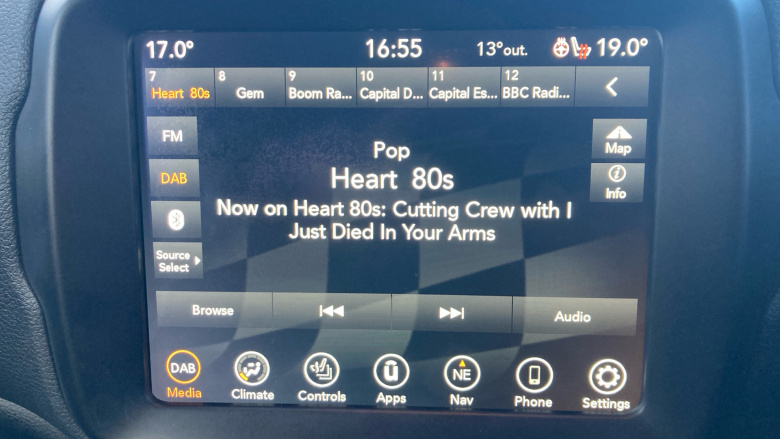 17.0° 16:55 13°out. 19.0°
7 8 9 10 11 12
Heart 80s Gem Boom Ra... Capital D... Capital Es... BBC Radi...
FM
DAB
Source
Select
Pop
Heart 80s
Now on Heart 80s: Cutting Crew with I
Just Died In Your Arms
Map
Info
Browse Audio
DAB NE
Media Climate Controls Apps Nav Phone Settings